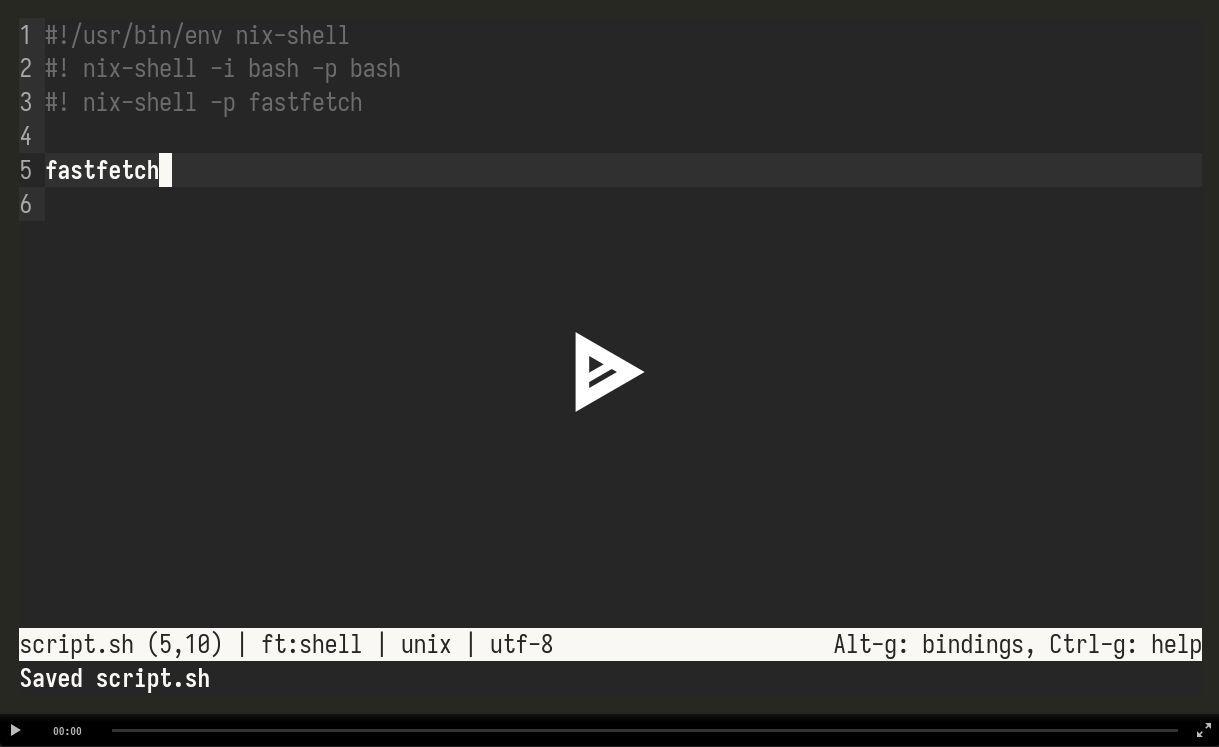 1 #!/usr/bin/env nix-shell
2 #! nix-shell -i bash -p bash
3 #! nix-shell -p fastfetch
4
5 fastfetch
6
script.sh (5,10) | ft:shell | unix | utf-8 Alt-g: bindings, Ctrl-g: help
Saved script.sh
00:00